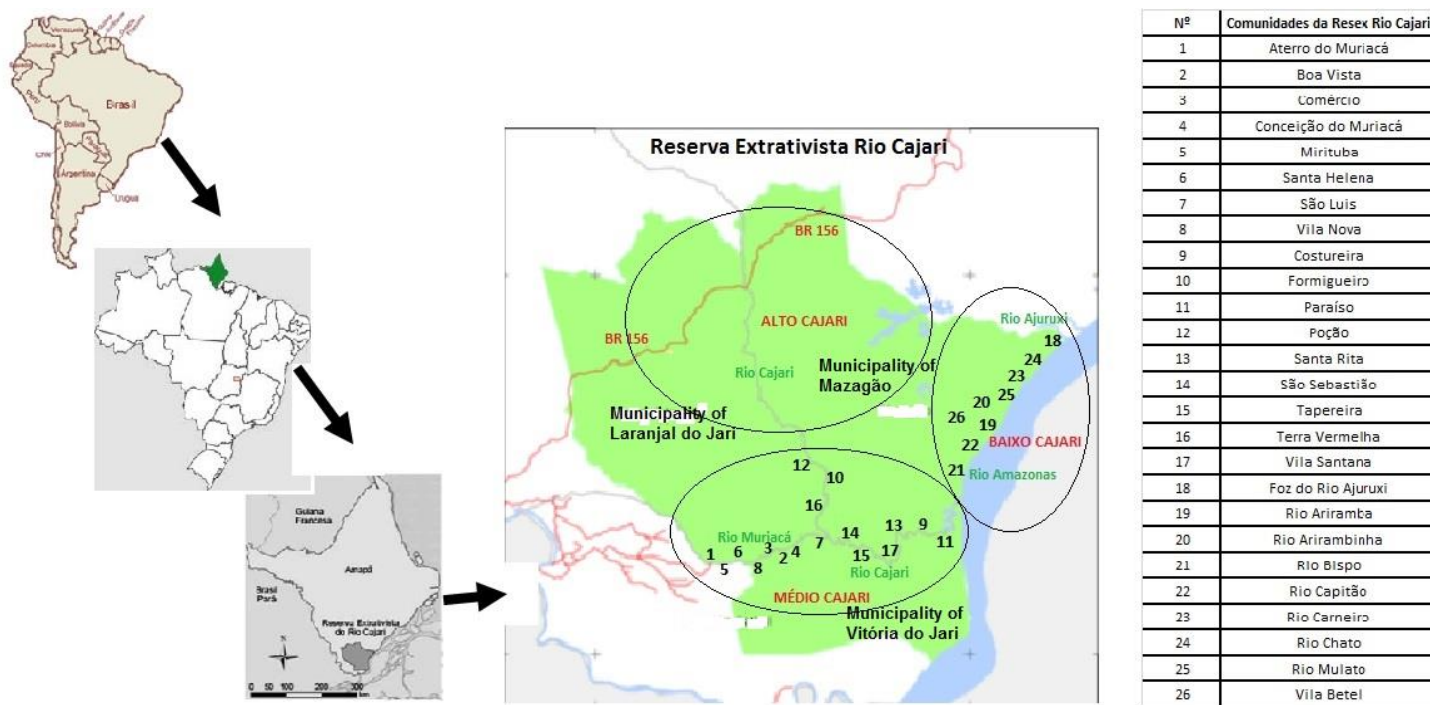 Venezuela
Colombia
Brasil
Peru
Bolivia
Chile
Argentina
Guiana
Francesa
Amapá
Brasil
Pará
Reserva Extrativista
do Rio Cajari
N
0 50 100 200 300
km
Reserva Extrativista Rio Cajari
BR 156
ALTO CAJARI
BR 156
Rio Cajari
Municipality of
Mazagão
Municipality of
Laranjal do Jari
Rio Ajuruxi
18
24
23
25
20
26
19
22
BAIXO CAJARI
21
Rio Amazonas
12
10
16
13
9
14
Rio Muriacá
7
11
1
6
3
4
2
15
17
5
8
Rio Cajari
MÉDIO CAJARI
Municipality of
Vitória do Jari
Nº Comunidades da Resex Rio Cajari
1 Aterro do Muriacá
2 Boa Vista
3 Comércio
4 Conceição do Muriacá
5 Mirituba
6 Santa Helena
7 São Luis
8 Vila Nova
9 Costureira
10 Formigueiro
11 Paraíso
12 Poção
13 Santa Rita
14 São Sebastião
15 Tapereira
16 Terra Vermelha
17 Vila Santana
18 Foz do Rio Ajuruxi
19 Rio Ariramba
20 Rio Arirambinha
21 Rio Bispo
22 Rio Capitão
23 Rio Carneiro
24 Rio Chato
25 Rio Mulato
26 Vila Betel